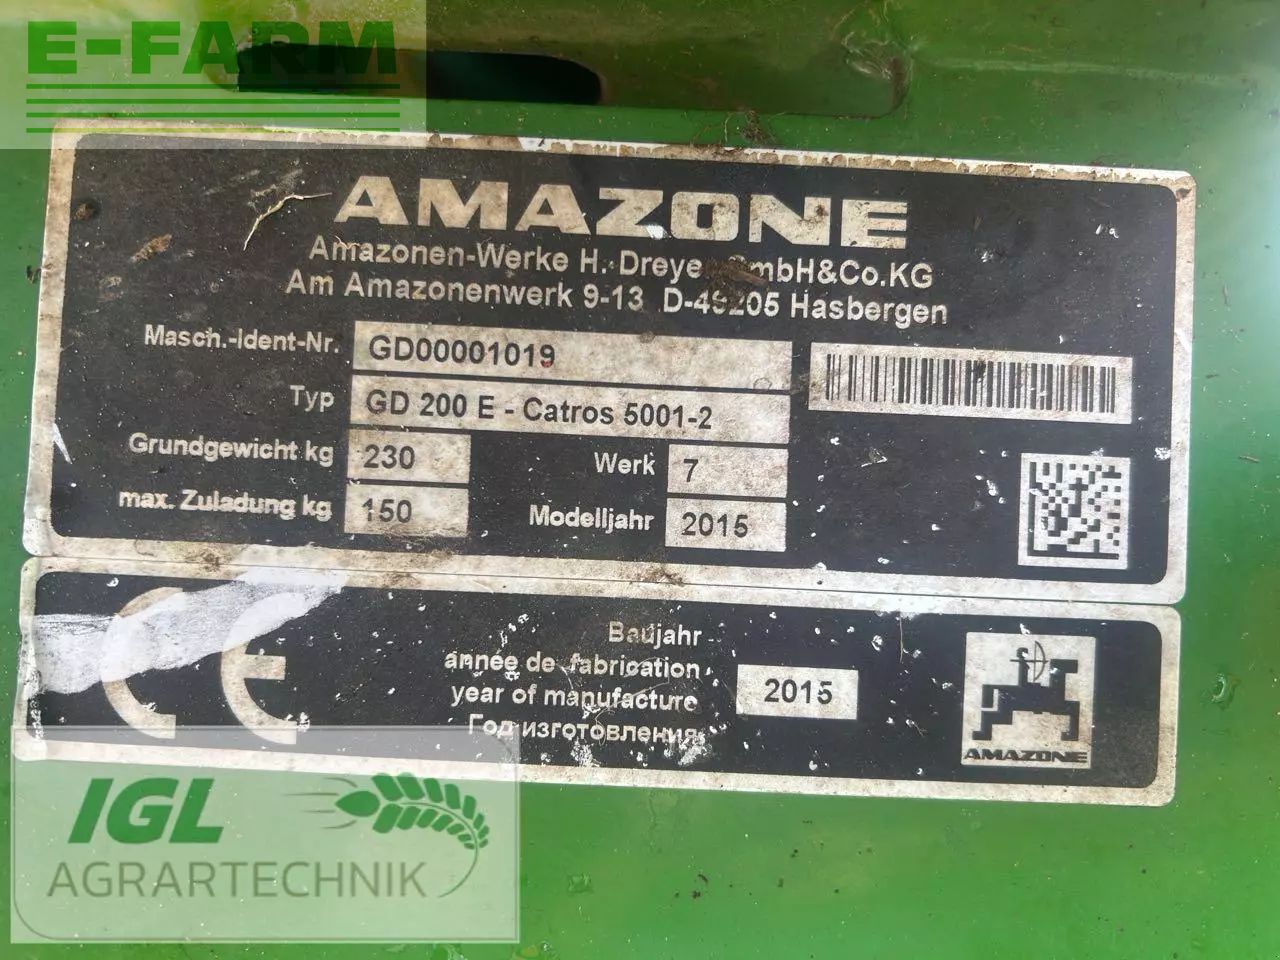 E-FARM
AMAZONE
Amazonen-Werke H. Dreye GmbH&Co.KG
Am Amazonenwerk 9-13 D-49205 Hasbergen
Masch.-Ident-Nr. GD00001019
Typ GD 200 E - Catros 5001-2
Grundgewicht kg 230 Werk 7
max. Zuladung kg 150 Modelljahr 2015
CE
Baujahr
année de fabrication
year of manufacture 2015
Год изготовления
AMAZONE
IGL
AGRARTECHNIK